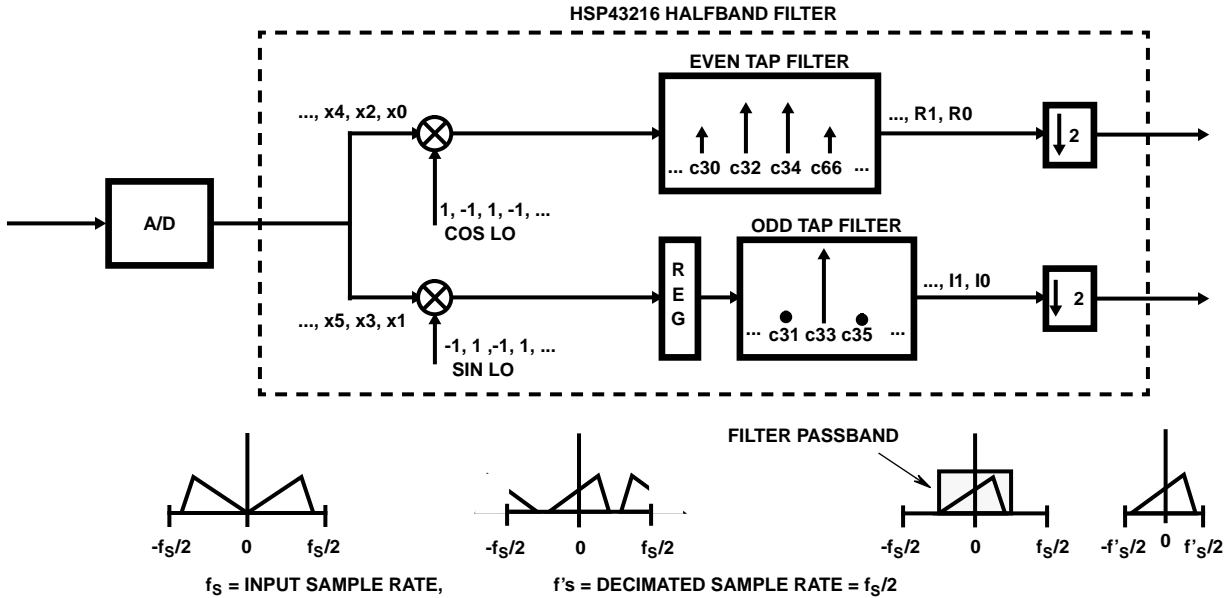 HSP43216 HALFBAND FILTER
EVEN TAP FILTER
..., x4, x2, x0
..., R1, R0
2
... c30 c32 c34 c66 ...
1, -1, 1, -1, ...
COS LO
A/D
ODD TAP FILTER
R
E
G
..., I1, I0
2
..., x5, x3, x1
... c31 c33 c35 ...
-1, 1 ,-1, 1, ...
SIN LO
FILTER PASSBAND
-fS/2 0 fS/2
-fS/2 0 fS/2
-fS/2 0 fS/2
-f'S/2 0 f'S/2
fS = INPUT SAMPLE RATE,
f's = DECIMATED SAMPLE RATE = fS/2